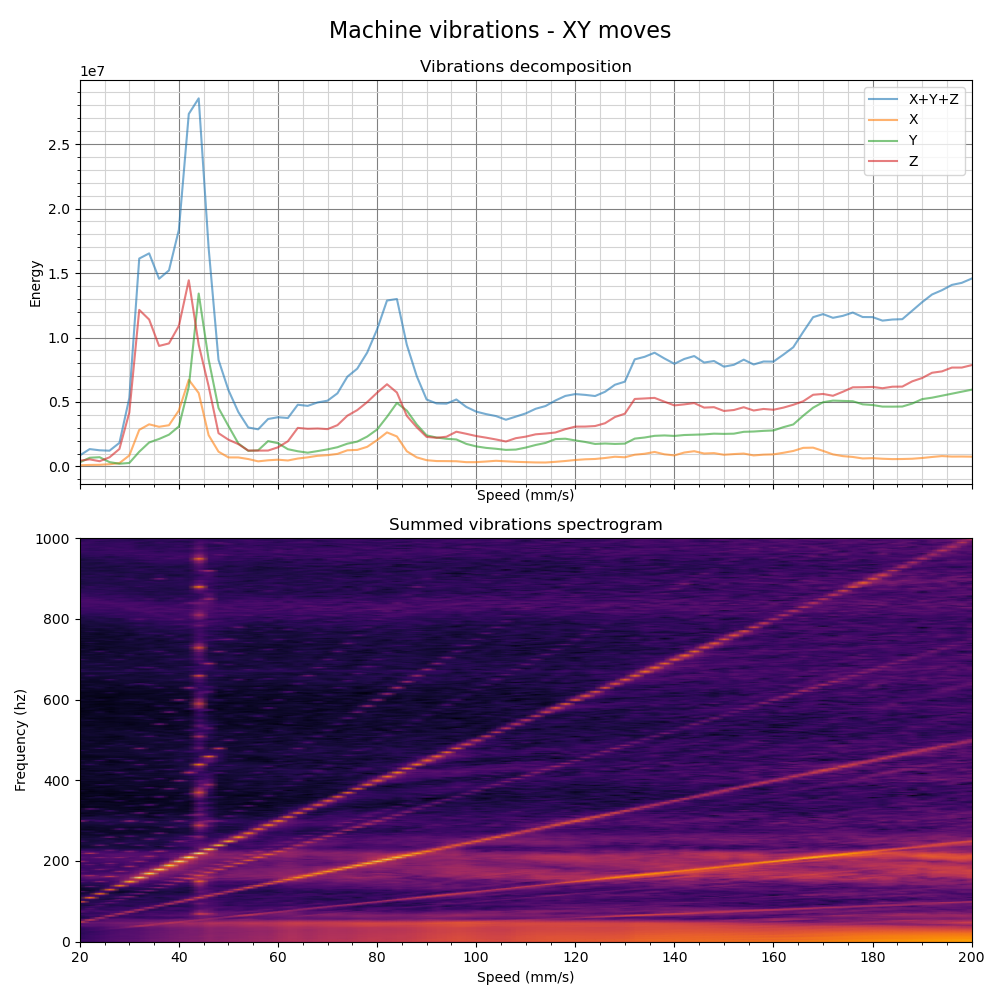 Machine vibrations - XY moves
Vibrations decomposition
1e7
X+Y+Z
X
Y
Z
2.5
2.0
1.5
1.0
0.5
0.0
Energy
Speed (mm/s)
Summed vibrations spectrogram
1000
800
600
400
200
0
Frequency (hz)
20 40 60 80 100 120 140 160 180 200
Speed (mm/s)